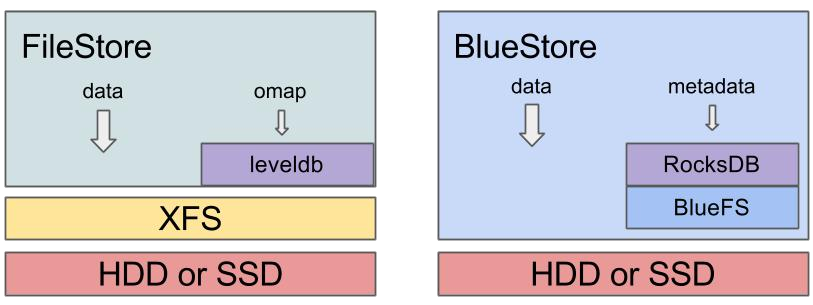 FileStore
data
omap
leveldb
XFS
HDD or SSD
BlueStore
data
metadata
RocksDB
BlueFS
HDD or SSD